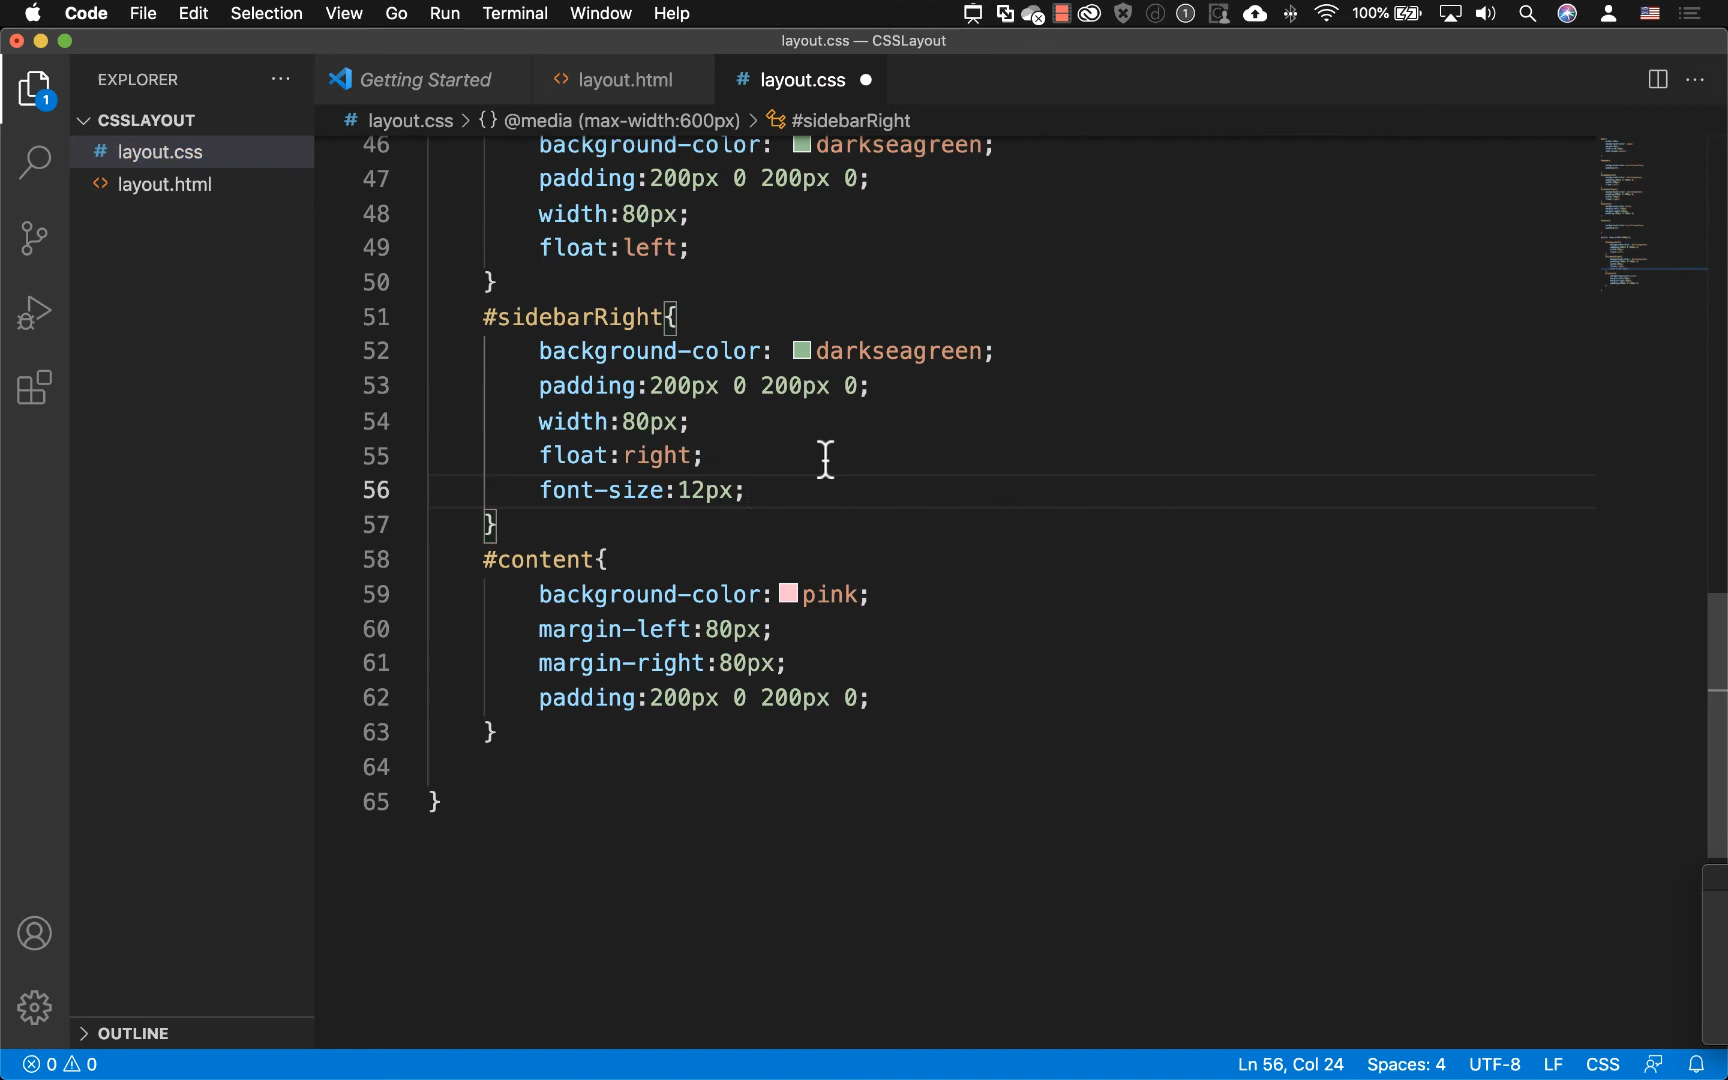 Code File Edit Selection View Go Run Terminal Window Help 1 100%
layout.css — CSSLayout
EXPLORER ··· Getting Started <> layout.html # layout.css ● ···
1
CSSLAYOUT # layout.css > {} @media (max-width:600px) > #sidebarRight
# layout.css
<> layout.html
46 background-color: darkseagreen;
47 padding:200px 0 200px 0;
48 width:80px;
49 float:left;
50 }
51 #sidebarRight{
52 background-color: darkseagreen;
53 padding:200px 0 200px 0;
54 width:80px;
55 float:right;
56 font-size:12px;
57 }
58 #content{
59 background-color:pink;
60 margin-left:80px;
61 margin-right:80px;
62 padding:200px 0 200px 0;
63 }
64
65 }
> OUTLINE
0 0 Ln 56, Col 24 Spaces: 4 UTF-8 LF CSS